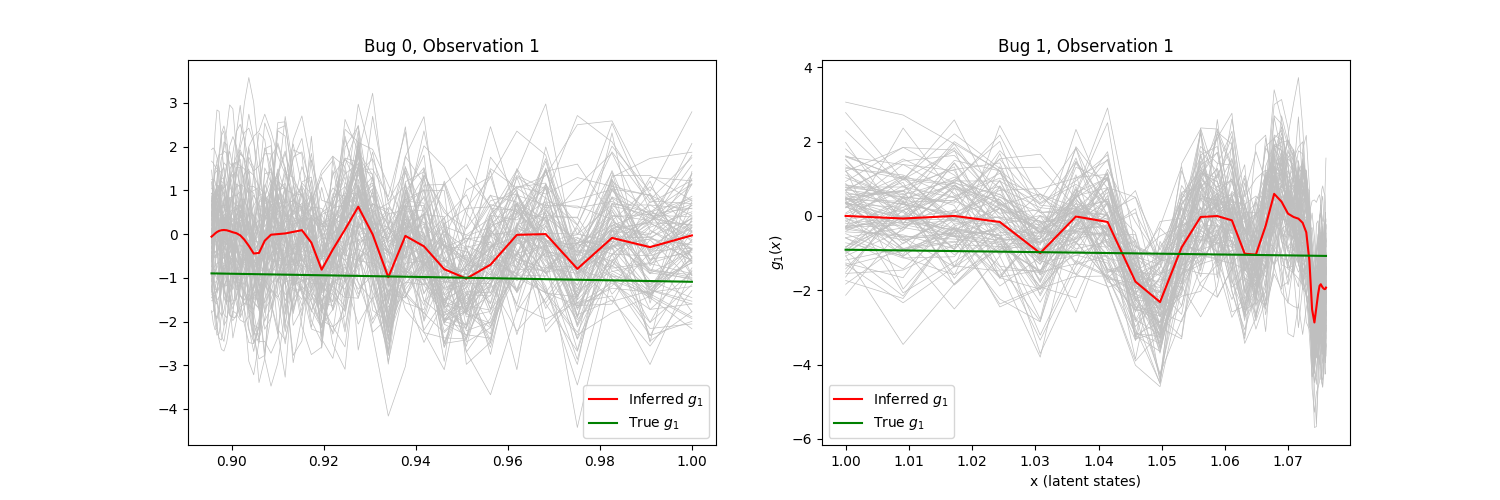 Bug 0, Observation 1
3
2
1
0
−1
−2
−3
−4
0.90 0.92 0.94 0.96 0.98 1.00
Inferred g₁
True g₁
Bug 1, Observation 1
g₁(x)
4
2
0
−2
−4
−6
1.00 1.01 1.02 1.03 1.04 1.05 1.06 1.07
x (latent states)
Inferred g₁
True g₁